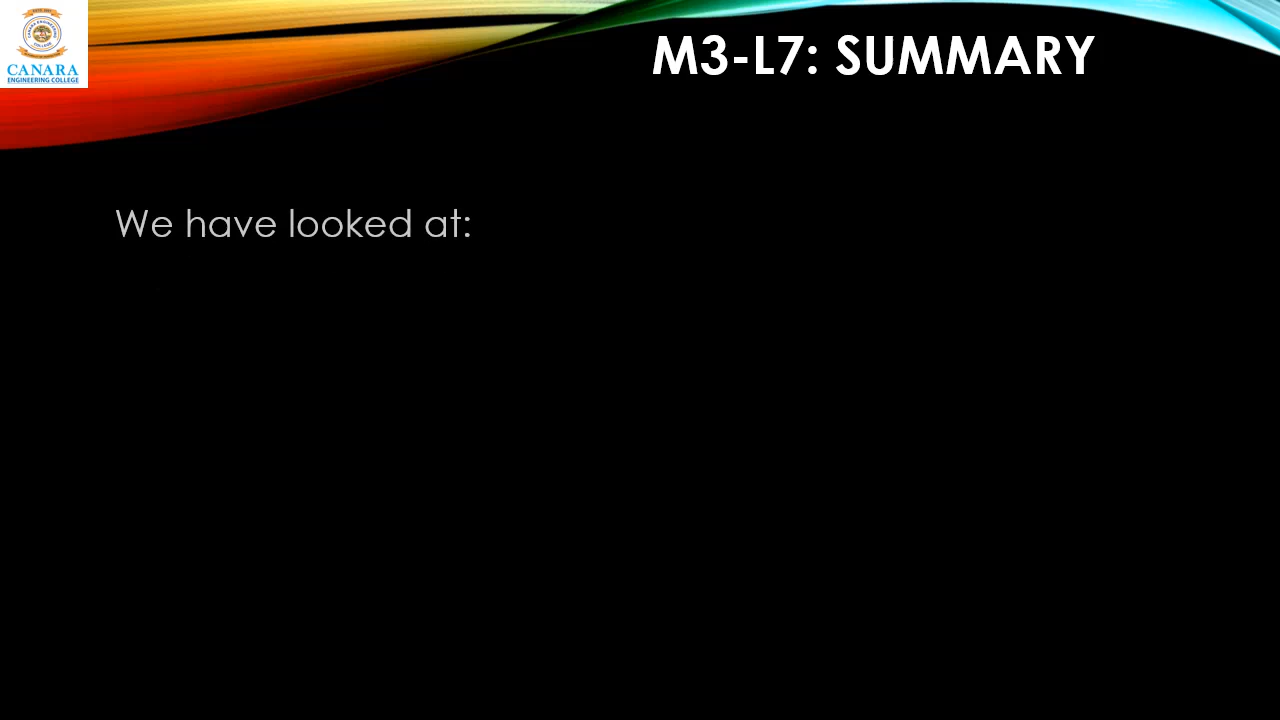 CANARA
ENGINEERING COLLEGE
M3-L7: SUMMARY
We have looked at: